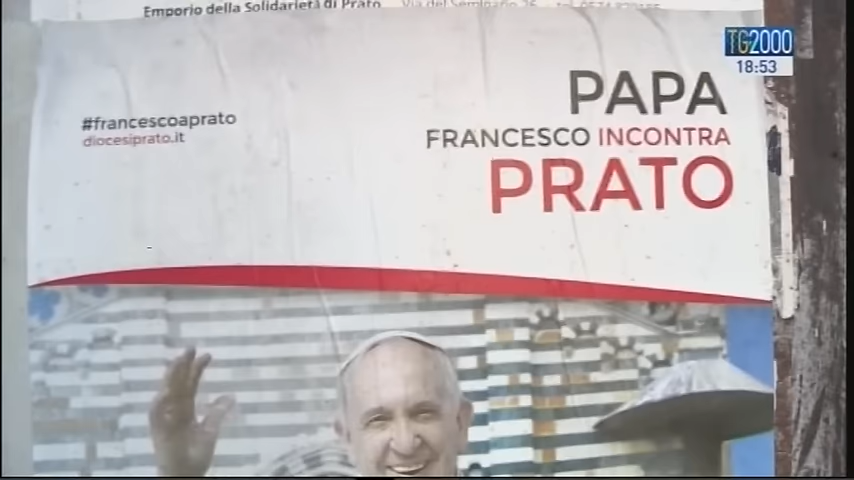 Emporio della Solidarietà di Prato
TG2000
18:53
PAPA
#francescoaprato
diocesiprato.it
FRANCESCO INCONTRA
PRATO